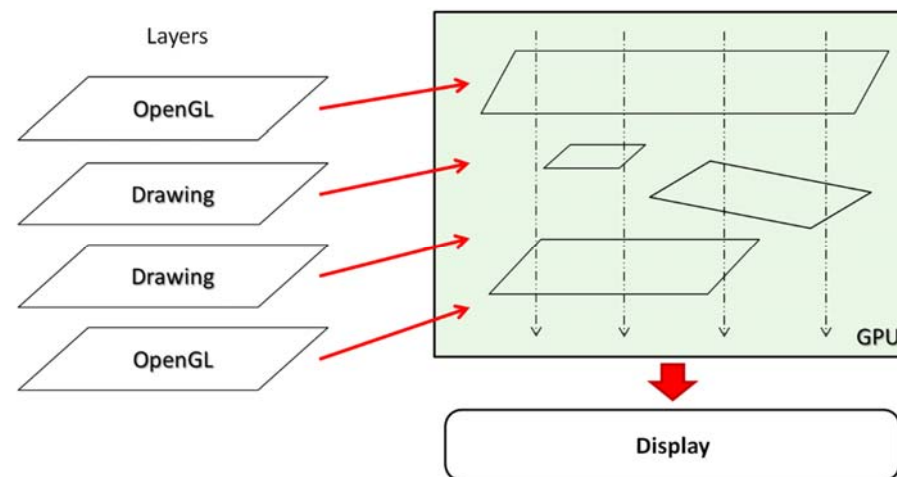 Layers
OpenGL
Drawing
Drawing
OpenGL
GPU
Display